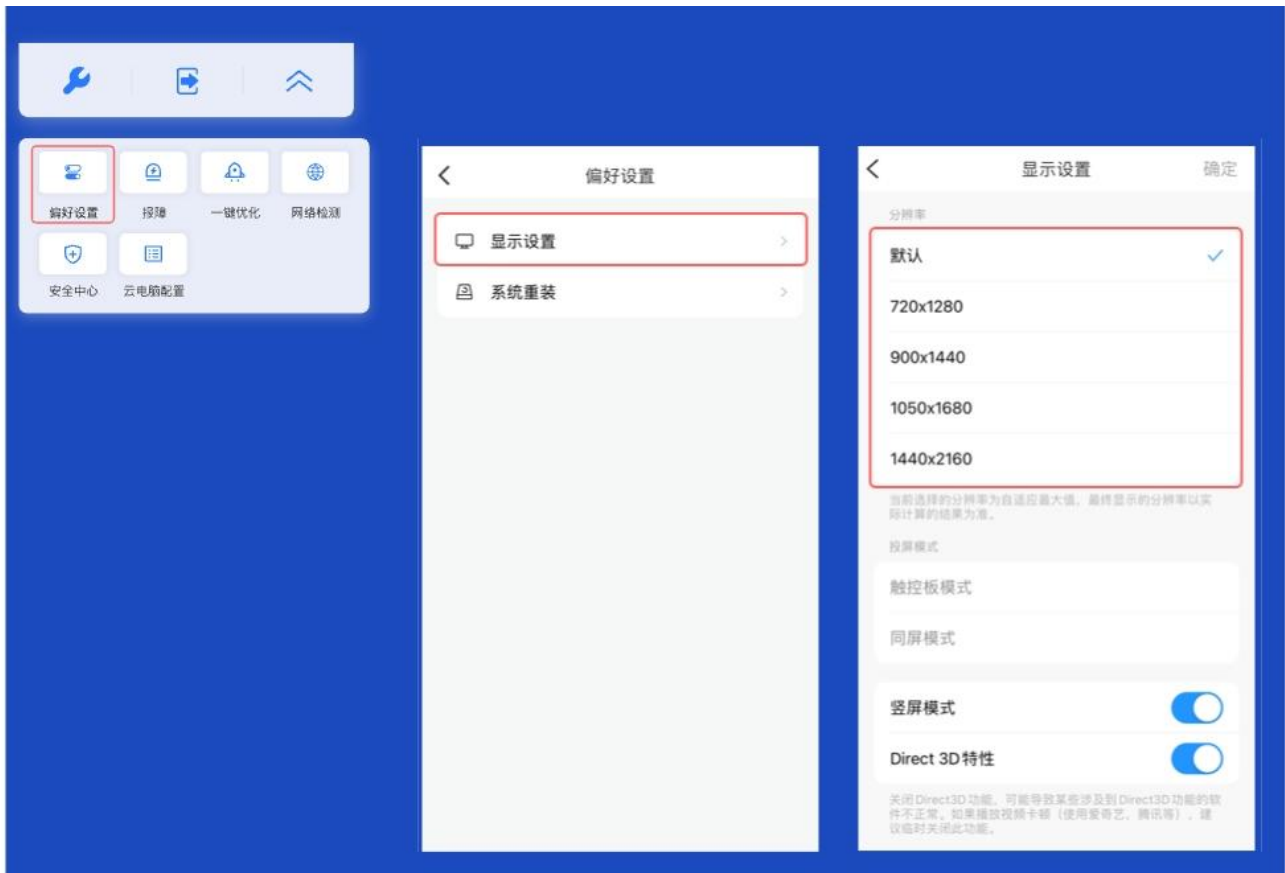 偏好设置
报障
一键优化
网络检测
安全中心
云电脑配置
偏好设置
显示设置
系统重装
显示设置
确定
分辨率
默认
720x1280
900x1440
1050x1680
1440x2160
当前选择的分辨率为自适应最大值，最终显示的分辨率以实
际计算的结果为准。
投屏模式
触控板模式
同屏模式
竖屏模式
Direct 3D特性
关闭Direct3D功能，可能导致某些涉及到Direct3D功能的软
件不正常。如果播放视频卡顿（使用爱奇艺、腾讯等），建
议临时关闭此功能。